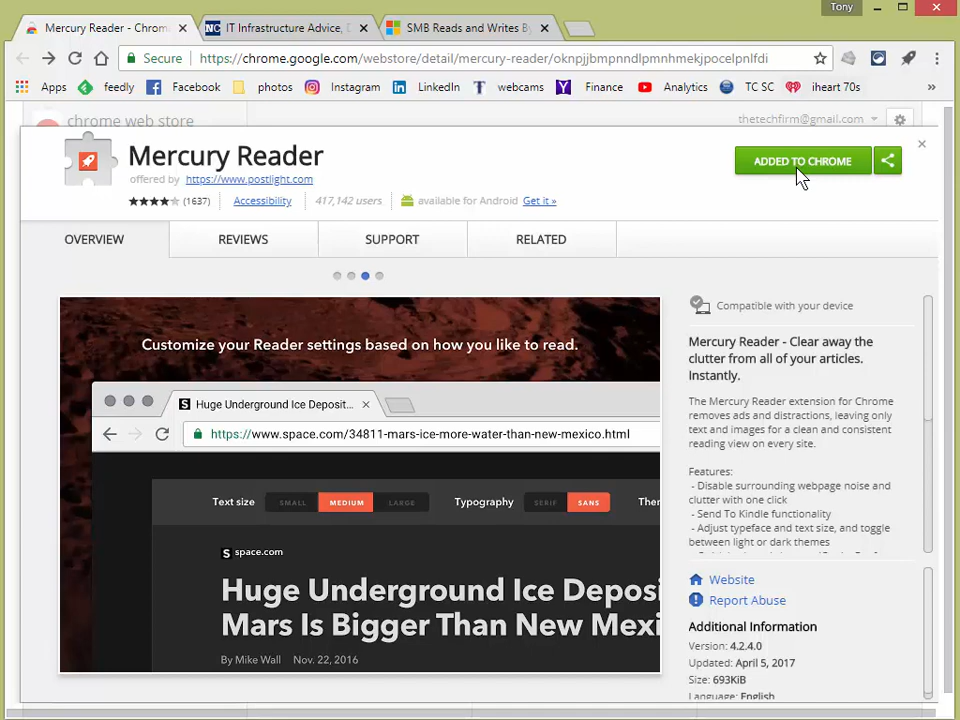 Tony
Mercury Reader - Chrom
NC IT Infrastructure Advice, D
SMB Reads and Writes By
Secure https://chrome.google.com/webstore/detail/mercury-reader/oknpjjbmpnndlpmnhmekjpocelpnlfdi
Apps feedly Facebook photos Instagram LinkedIn webcams Finance Analytics TC SC iheart 70s »
chrome web store
thetechfirm@gmail.com
Mercury Reader
offered by https://www.postlight.com
(1637) Accessibility 417,142 users available for Android Get it »
ADDED TO CHROME
OVERVIEW REVIEWS SUPPORT RELATED
Customize your Reader settings based on how you like to read.
S Huge Underground Ice Deposit...
https://www.space.com/34811-mars-ice-more-water-than-new-mexico.html
Text size SMALL MEDIUM LARGE Typography SERIF SANS
S space.com
Huge Underground Ice Deposi
Mars Is Bigger Than New Mexi
By Mike Wall Nov. 22, 2016
Compatible with your device
Mercury Reader - Clear away the
clutter from all of your articles.
Instantly.
The Mercury Reader extension for Chrome
removes ads and distractions, leaving only
text and images for a clean and consistent
reading view on every site.
Features:
- Disable surrounding webpage noise and
clutter with one click
- Send To Kindle functionality
- Adjust typeface and text size, and toggle
between light or dark themes
Website
Report Abuse
Additional Information
Version: 4.2.4.0
Updated: April 5, 2017
Size: 693KiB
Language: English